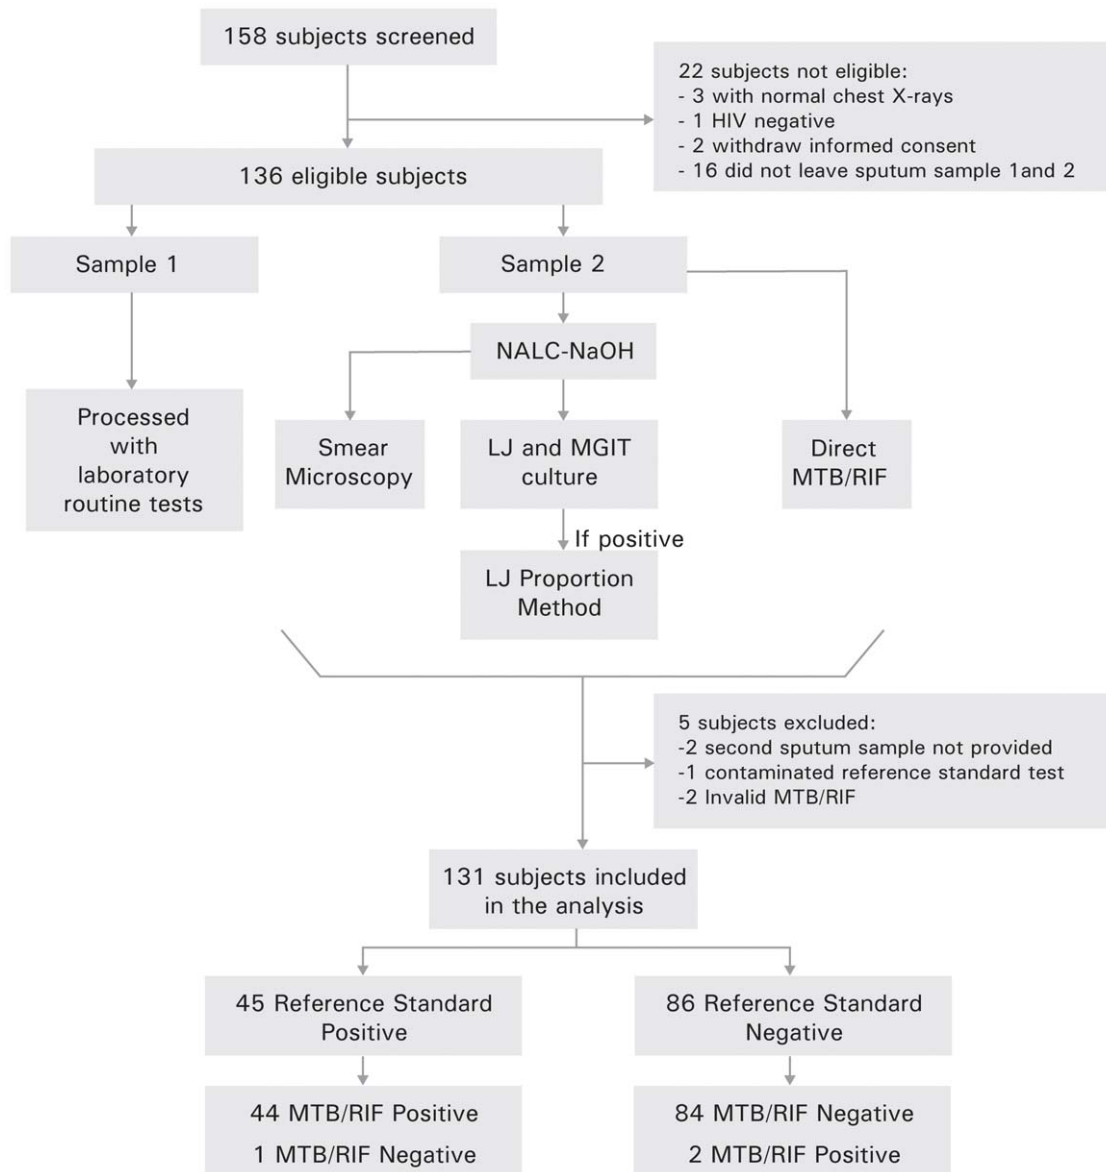 158 subjects screened
22 subjects not eligible:
- 3 with normal chest X-rays
- 1 HIV negative
- 2 withdraw informed consent
- 16 did not leave sputum sample 1and 2
136 eligible subjects
Sample 1
Sample 2
NALC-NaOH
Processed
with
laboratory
routine tests
Smear
Microscopy
LJ and MGIT
culture
Direct
MTB/RIF
If positive
LJ Proportion
Method
5 subjects excluded:
-2 second sputum sample not provided
-1 contaminated reference standard test
-2 Invalid MTB/RIF
131 subjects included
in the analysis
45 Reference Standard
Positive
86 Reference Standard
Negative
44 MTB/RIF Positive
1 MTB/RIF Negative
84 MTB/RIF Negative
2 MTB/RIF Positive